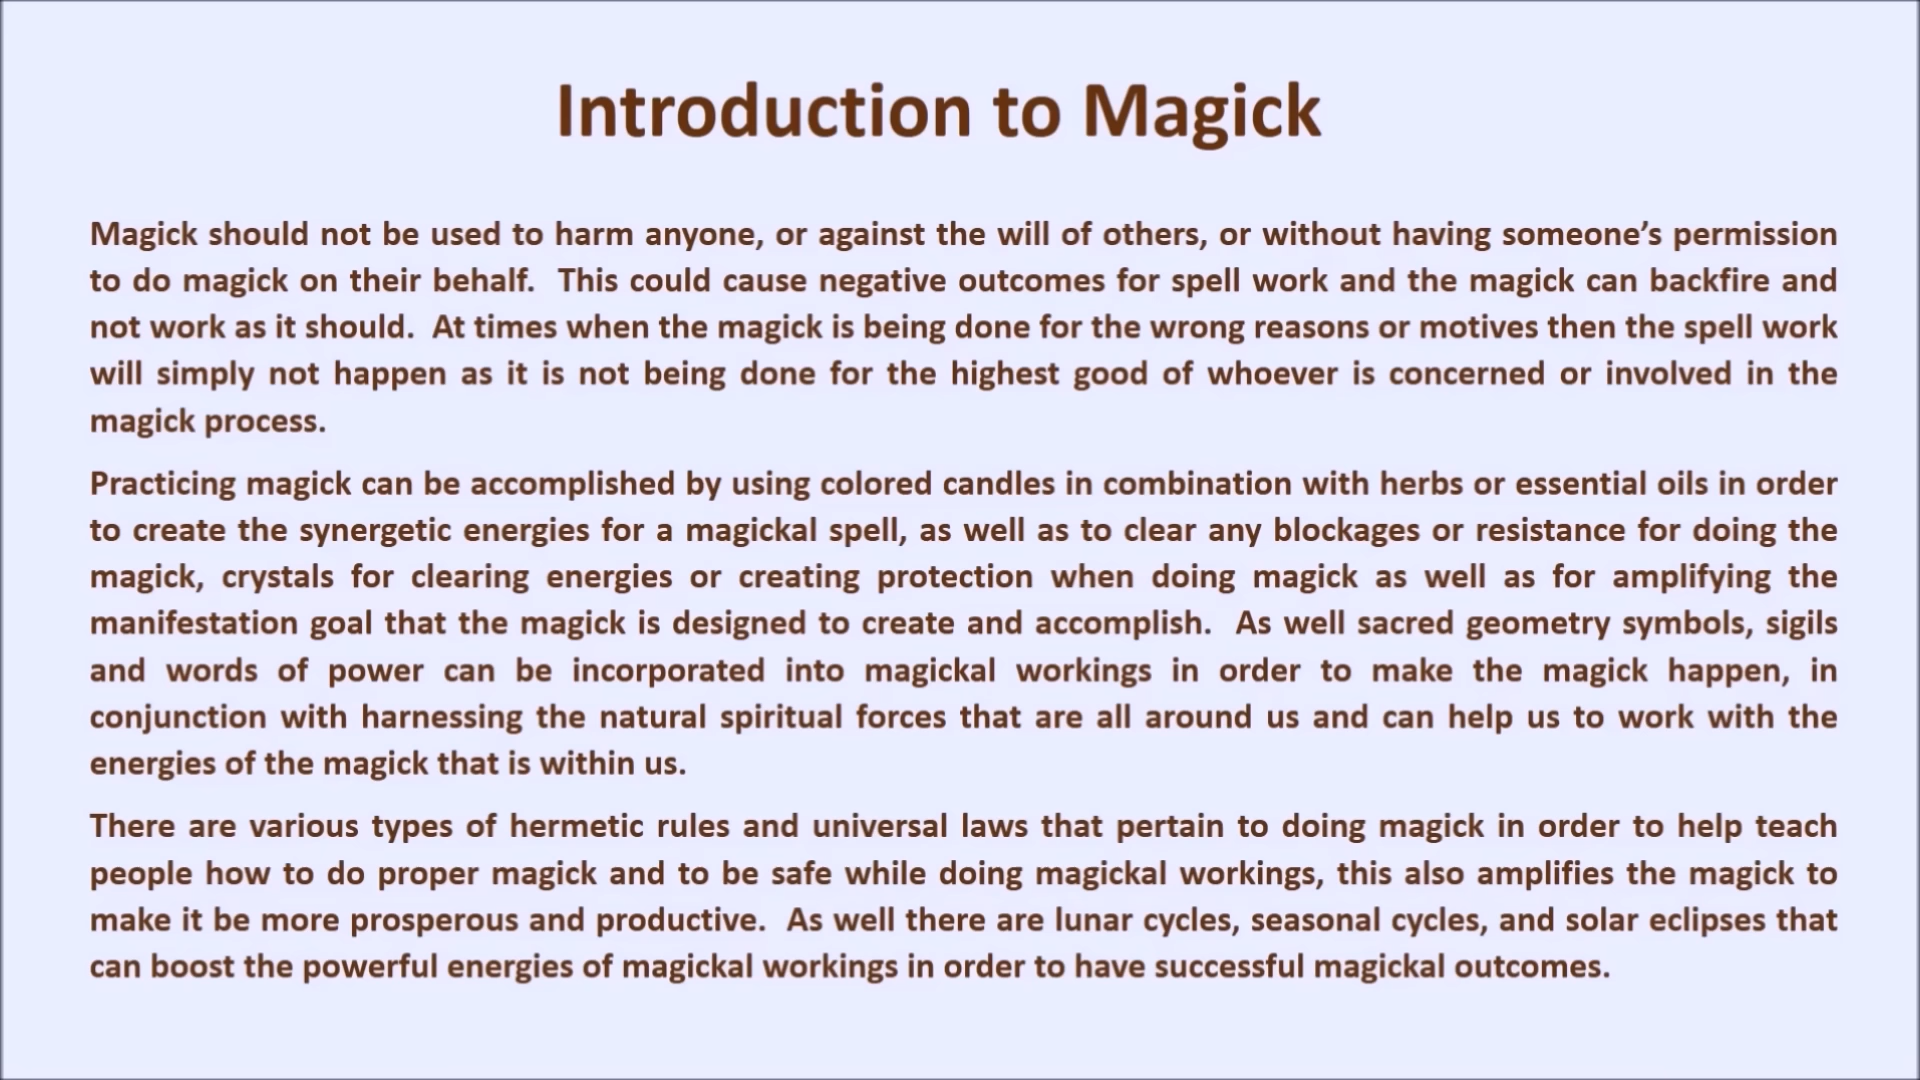 Introduction to Magick
Magick should not be used to harm anyone, or against the will of others, or without having someone’s permission
to do magick on their behalf.  This could cause negative outcomes for spell work and the magick can backfire and
not work as it should.  At times when the magick is being done for the wrong reasons or motives then the spell work
will simply not happen as it is not being done for the highest good of whoever is concerned or involved in the
magick process.
Practicing magick can be accomplished by using colored candles in combination with herbs or essential oils in order
to create the synergetic energies for a magickal spell, as well as to clear any blockages or resistance for doing the
magick, crystals for clearing energies or creating protection when doing magick as well as for amplifying the
manifestation goal that the magick is designed to create and accomplish.  As well sacred geometry symbols, sigils
and words of power can be incorporated into magickal workings in order to make the magick happen, in
conjunction with harnessing the natural spiritual forces that are all around us and can help us to work with the
energies of the magick that is within us.
There are various types of hermetic rules and universal laws that pertain to doing magick in order to help teach
people how to do proper magick and to be safe while doing magickal workings, this also amplifies the magick to
make it be more prosperous and productive.  As well there are lunar cycles, seasonal cycles, and solar eclipses that
can boost the powerful energies of magickal workings in order to have successful magickal outcomes.